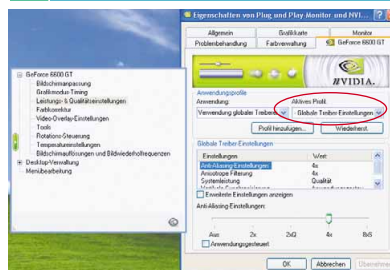 Eigenschaften von Plug and Play Monitor und NVI...
Allgemein
Grafikkarte
Monitor
Problembehandlung
Farbverwaltung
GeForce 6600 GT
GeForce 6600 GT
Bildschirmanpassung
Grafikmodus-Timing
Leistungs- & Qualitätseinstellungen
Farbkorrektur
Video-Overlay-Einstellungen
Tools
Rotations-Steuerung
Temperatureinstellungen
Bildschirmauflösungen und Bildwiederholfrequenzen
Desktop-Verwaltung
Menübearbeitung
NVIDIA.
Anwendungsprofile
Anwendung:
Aktives Profil:
Verwendung globaler Treiberei
Globale Treiber-Einstellungen
Profil hinzufügen...
Wiederherst.
Globale Treiber-Einstellungen
Einstellungen
Wert
Anti-Aliasing-Einstellungen
4x
Anisotrope Filterung
4x
Systemleistung
Qualität
Erweiterte Einstellungen anzeigen
Anti-Aliasing-Einstellungen:
Aus
2x
2xQ
4x
8xS
Anwendungsgesteuert
OK
Abbrechen
Übernehmen